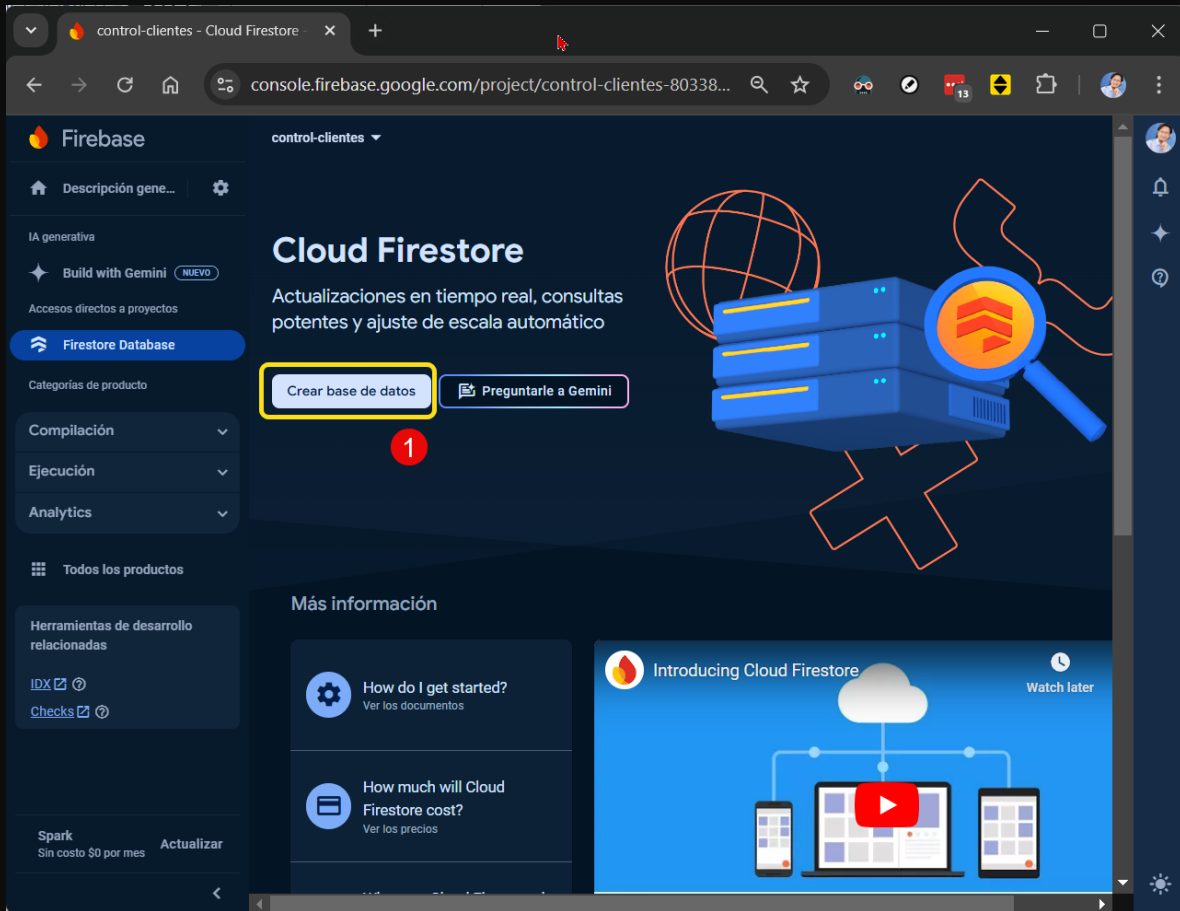 control-clientes - Cloud Firestore -
console.firebase.google.com/project/control-clientes-80338...
13
Firebase
control-clientes
Descripción gene...
IA generativa
Build with Gemini NUEVO
Accesos directos a proyectos
Firestore Database
Categorías de producto
Compilación
Ejecución
Analytics
Todos los productos
Herramientas de desarrollo
relacionadas
IDX
Checks
Spark
Sin costo $0 por mes
Actualizar
Cloud Firestore
Actualizaciones en tiempo real, consultas
potentes y ajuste de escala automático
Crear base de datos
Preguntarle a Gemini
1
Más información
How do I get started?
Ver los documentos
How much will Cloud
Firestore cost?
Ver los precios
Introducing Cloud Firestore
Watch later